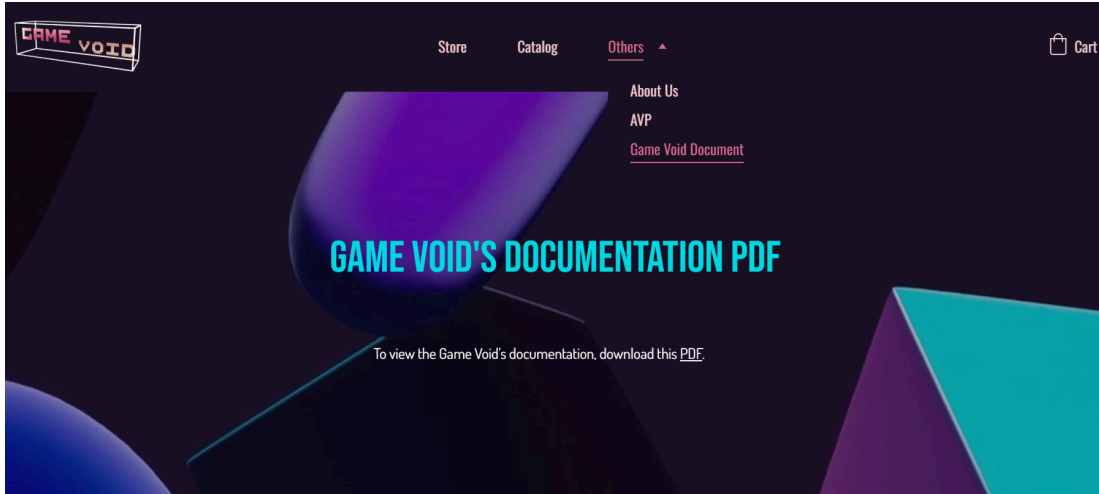 GAME VOID
Store Catalog Others Cart
About Us
AVP
Game Void Document
GAME VOID'S DOCUMENTATION PDF
To view the Game Void's documentation, download this PDF.